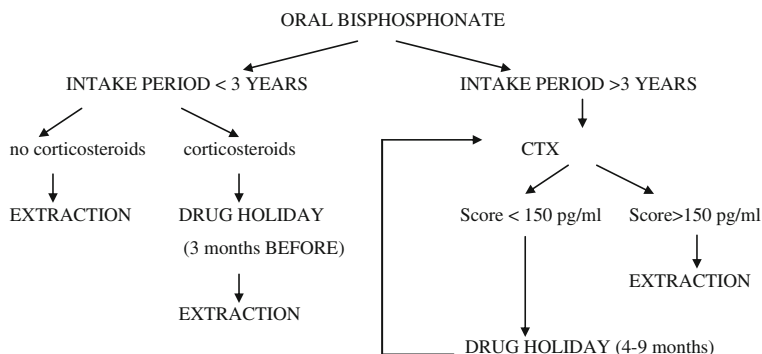 ORAL BISPHOSPHONATE
INTAKE PERIOD < 3 YEARS
INTAKE PERIOD >3 YEARS
no corticosteroids
corticosteroids
CTX
EXTRACTION
DRUG HOLIDAY
(3 months BEFORE)
Score < 150 pg/ml
Score>150 pg/ml
EXTRACTION
EXTRACTION
DRUG HOLIDAY (4-9 months)